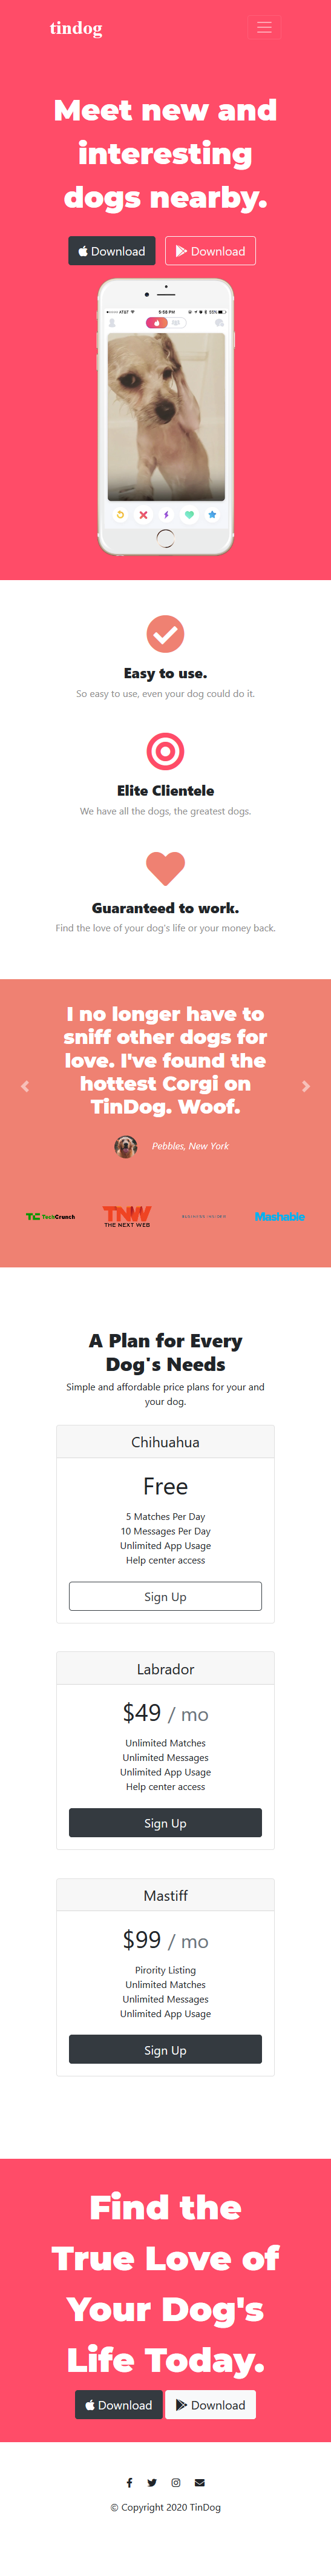 tindog
Meet new and
interesting
dogs nearby.
Download
Download
AT&T
5:58 PM
83%
Easy to use.
So easy to use, even your dog could do it.
Elite Clientele
We have all the dogs, the greatest dogs.
Guaranteed to work.
Find the love of your dog's life or your money back.
I no longer have to
sniff other dogs for
love. I've found the
hottest Corgi on
TinDog. Woof.
Pebbles, New York
TC TechCrunch
TNW
THE NEXT WEB
BUSINESS INSIDER
Mashable
A Plan for Every
Dog's Needs
Simple and affordable price plans for your and
your dog.
Chihuahua
Free
5 Matches Per Day
10 Messages Per Day
Unlimited App Usage
Help center access
Sign Up
Labrador
$49 / mo
Unlimited Matches
Unlimited Messages
Unlimited App Usage
Help center access
Sign Up
Mastiff
$99 / mo
Pirority Listing
Unlimited Matches
Unlimited Messages
Unlimited App Usage
Sign Up
Find the
True Love of
Your Dog's
Life Today.
Download
Download
© Copyright 2020 TinDog